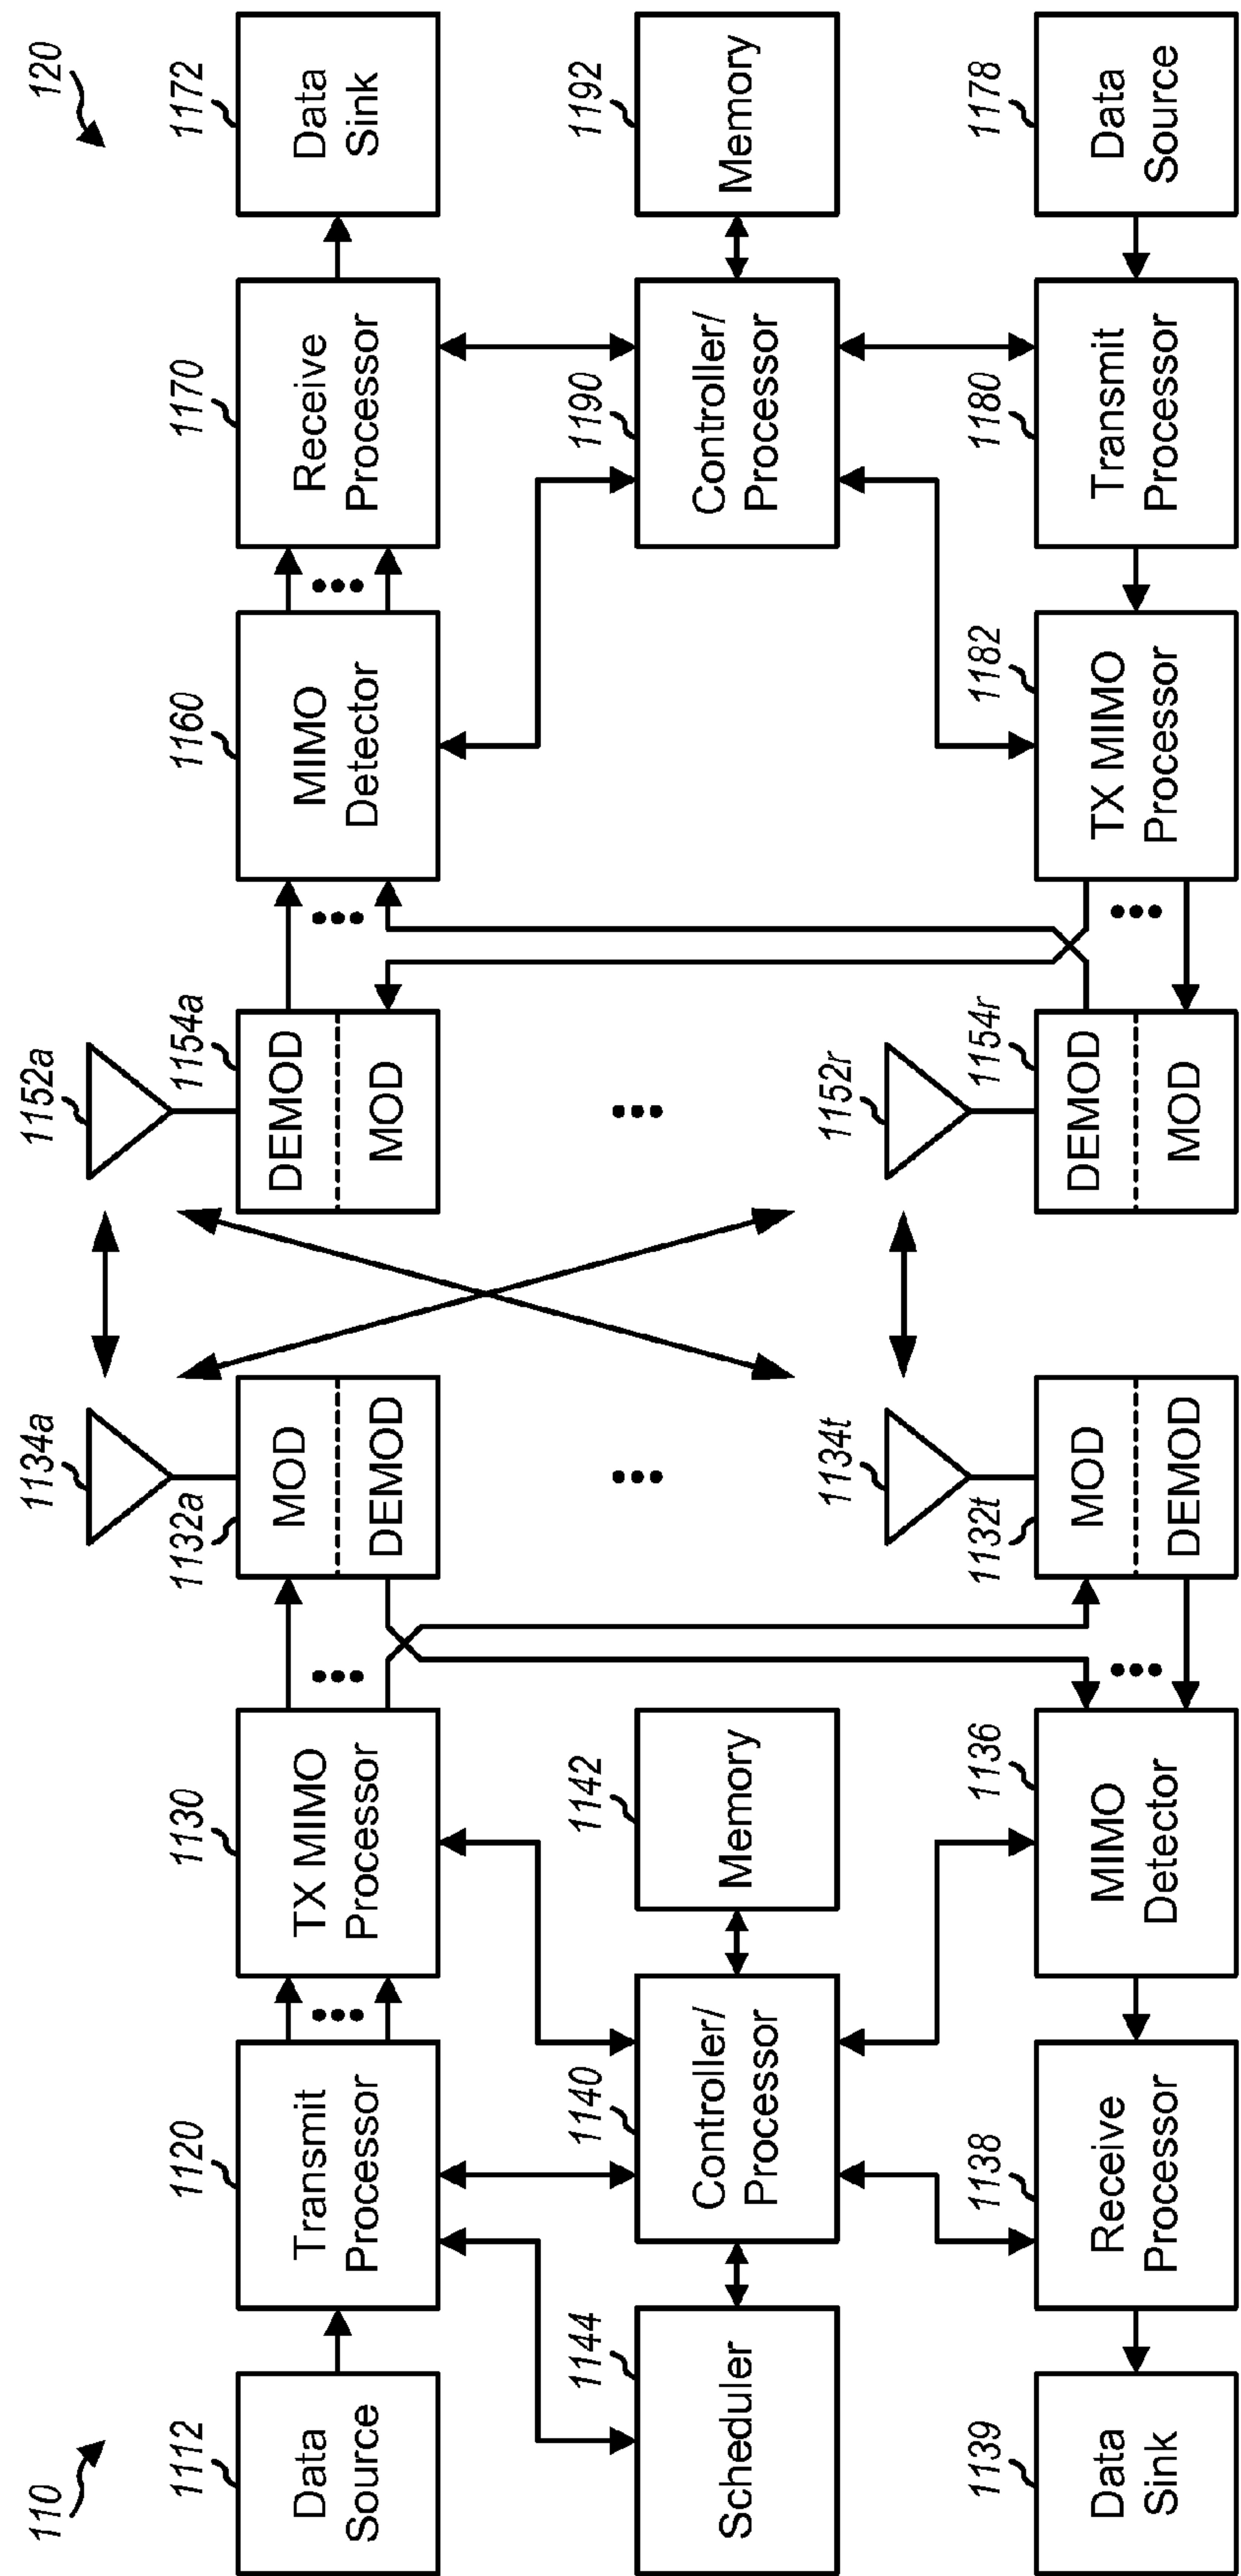 110
120
1112
Data
Source
1120
Transmit
Processor
1130
TX MIMO
Processor
1132a
MOD
DEMOD
1134a
1152a
1154a
DEMOD
MOD
1160
MIMO
Detector
1170
Receive
Processor
1172
Data
Sink
1144
Scheduler
1140
Controller/
Processor
1142
Memory
1190
Controller/
Processor
1192
Memory
1139
Data
Sink
1138
Receive
Processor
1136
MIMO
Detector
1132t
MOD
DEMOD
1134t
1152r
1154r
DEMOD
MOD
1182
TX MIMO
Processor
1180
Transmit
Processor
1178
Data
Source